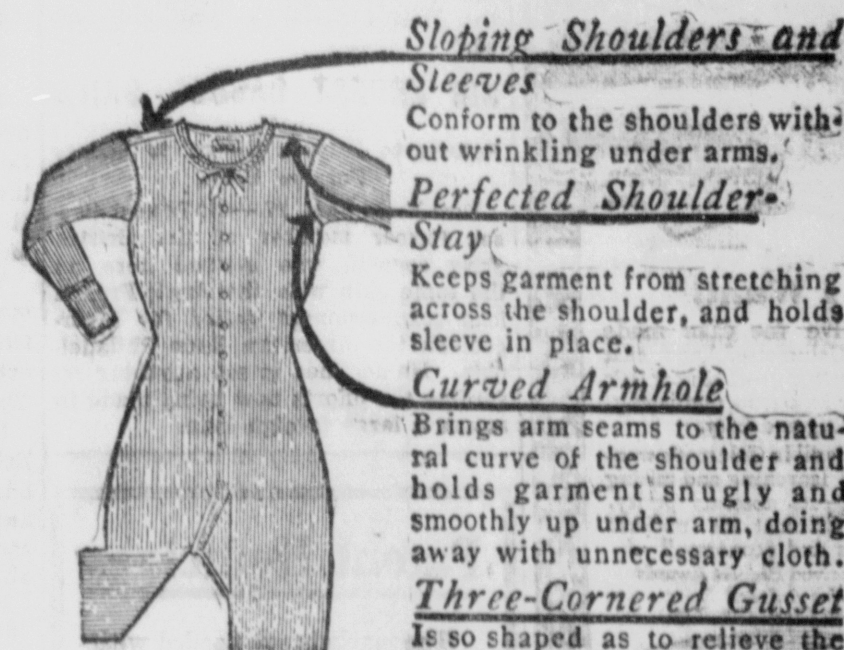 Sloping Shoulders and
Sleeves
Conform to the shoulders with-
out wrinkling under arms.
Perfected Shoulder-
Stay
Keeps garment from stretching
across the shoulder, and holds
sleeve in place.
Curved Armhole
Brings arm seams to the natu-
ral curve of the shoulder and
holds garment snugly and
smoothly up under arm, doing
away with unnecessary cloth.
Three-Cornered Gusset
Is so shaped as to relieve the